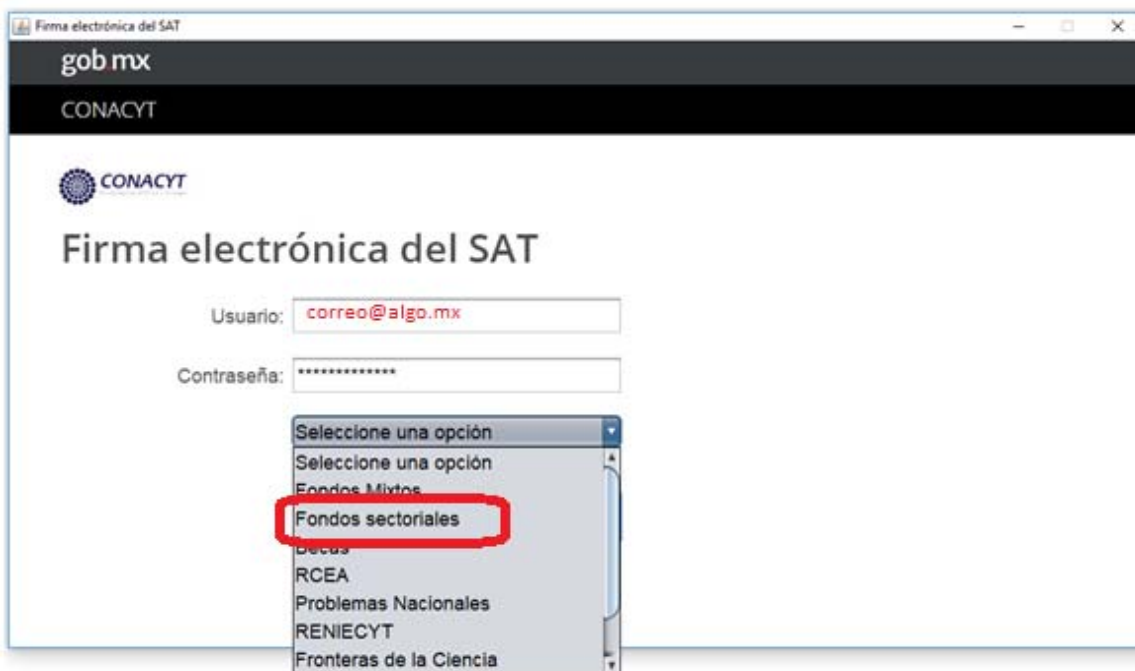 Firma electrónica del SAT
gob.mx
CONACYT
CONACYT
Firma electrónica del SAT
Usuario: correo@algo.mx
Contraseña: *************
Seleccione una opción
Seleccione una opción
Fondos Mixtos
Fondos sectoriales
Becas
RCEA
Problemas Nacionales
RENIECYT
Fronteras de la Ciencia